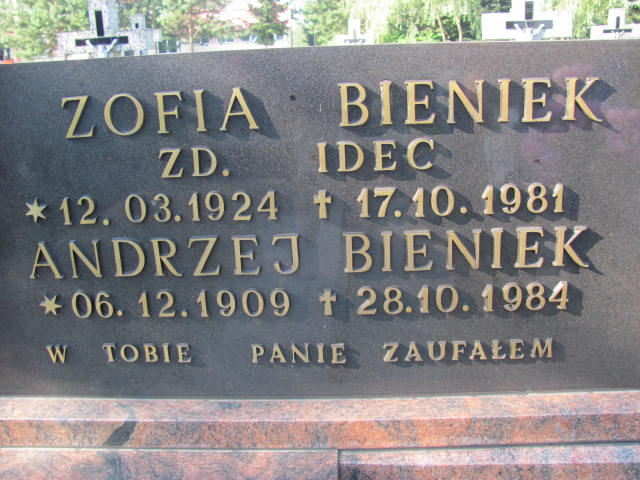 ZOFIA BIENIEK
ZD. IDEC
* 12.03.1924 ✝ 17.10.1981
ANDRZEJ BIENIEK
* 06.12.1909 ✝ 28.10.1984
W TOBIE PANIE ZAUFAŁEM